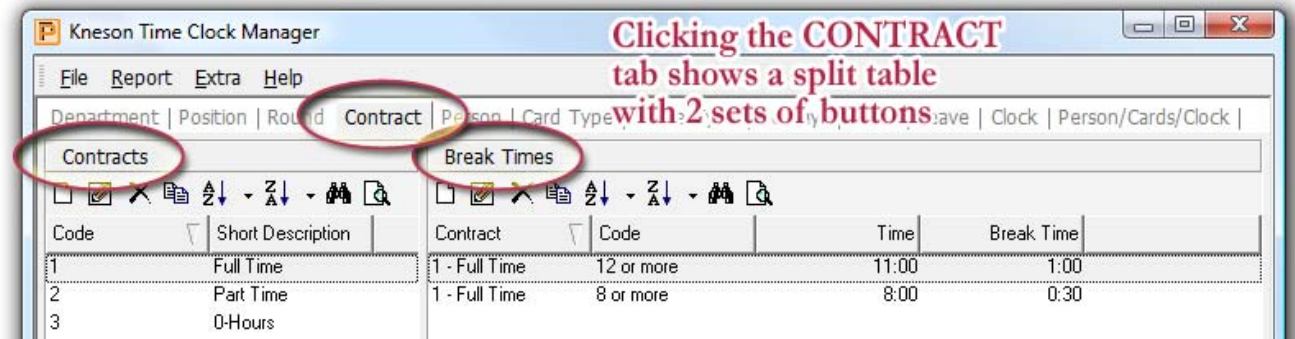 Kneson Time Clock Manager
Clicking the CONTRACT
tab shows a split table
with 2 sets of buttons
File Report Extra Help
Department | Position | Round Contract | Person | Card Type ave | Clock | Person/Cards/Clock |
Contracts Break Times
Code Short Description Contract Code Time Break Time
1 Full Time 1 - Full Time 12 or more 11:00 1:00
2 Part Time 1 - Full Time 8 or more 8:00 0:30
3 0-Hours